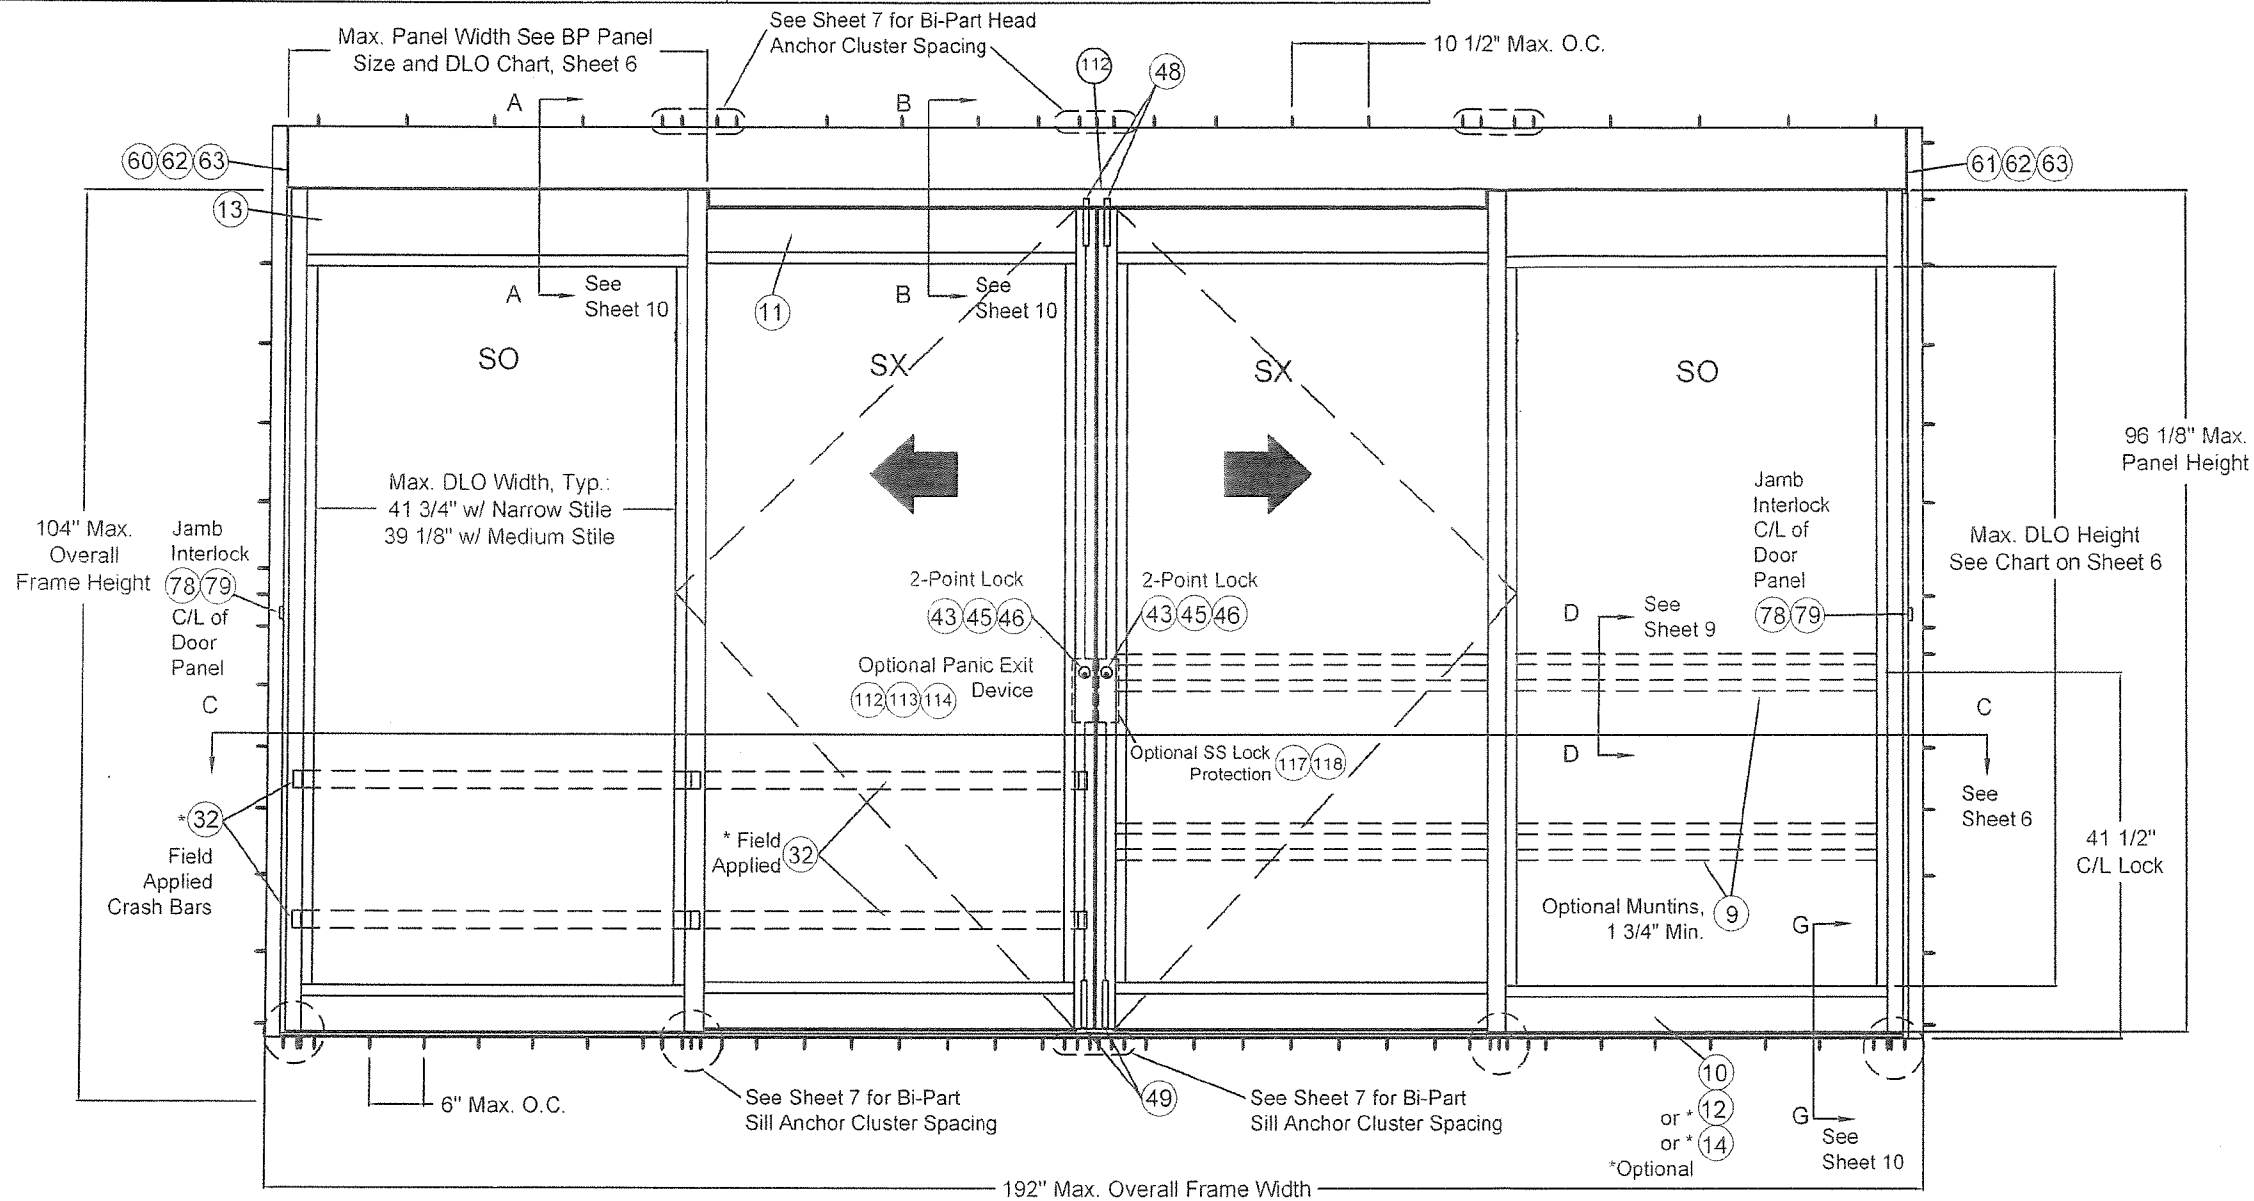 See Sheet 7 for Bi-Part Head
Anchor Cluster Spacing
Max. Panel Width See BP Panel
Size and DLO Chart, Sheet 6
10 1/2" Max. O.C.
112
48
A
B
60 62 63
61 62 63
13
A
See
Sheet 10
B
See
Sheet 10
11
SO
SX
SX
SO
96 1/8" Max.
Panel Height
Max. DLO Width, Typ.:
41 3/4" w/ Narrow Stile
39 1/8" w/ Medium Stile
104" Max.
Overall
Frame Height
Jamb
Interlock
78 79
C/L of
Door
Panel
Jamb
Interlock
C/L of
Door
Panel
78 79
Max. DLO Height
See Chart on Sheet 6
2-Point Lock
43 45 46
2-Point Lock
43 45 46
D
See
Sheet 9
D
Optional Panic Exit
Device
112 113 114
C
C
See
Sheet 6
Optional SS Lock
Protection
117 118
* 32
Field
Applied
Crash Bars
* Field
Applied
32
41 1/2"
C/L Lock
Optional Muntins,
1 3/4" Min.
9
G
G
See
Sheet 10
6" Max. O.C.
See Sheet 7 for Bi-Part
Sill Anchor Cluster Spacing
49
See Sheet 7 for Bi-Part
Sill Anchor Cluster Spacing
10
or * 12
or * 14
*Optional
192" Max. Overall Frame Width